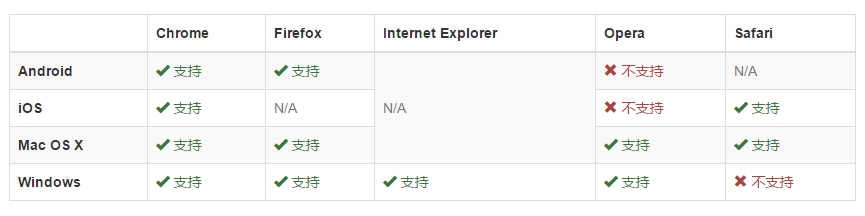 Chrome Firefox Internet Explorer Opera Safari
Android ✔ 支持 ✔ 支持 ✖ 不支持 N/A
iOS ✔ 支持 N/A N/A ✖ 不支持 ✔ 支持
Mac OS X ✔ 支持 ✔ 支持 ✔ 支持 ✔ 支持
Windows ✔ 支持 ✔ 支持 ✔ 支持 ✔ 支持 ✖ 不支持